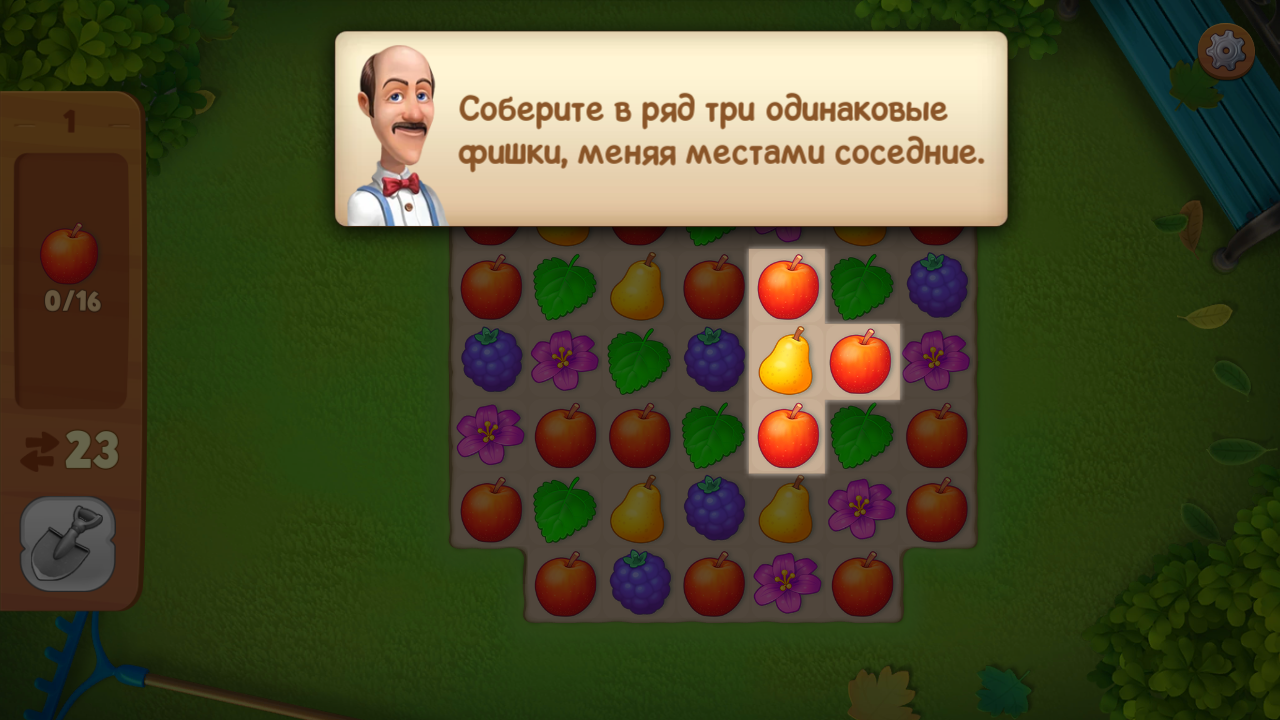 Соберите в ряд три одинаковые
фишки, меняя местами соседние.
1
0/16
23